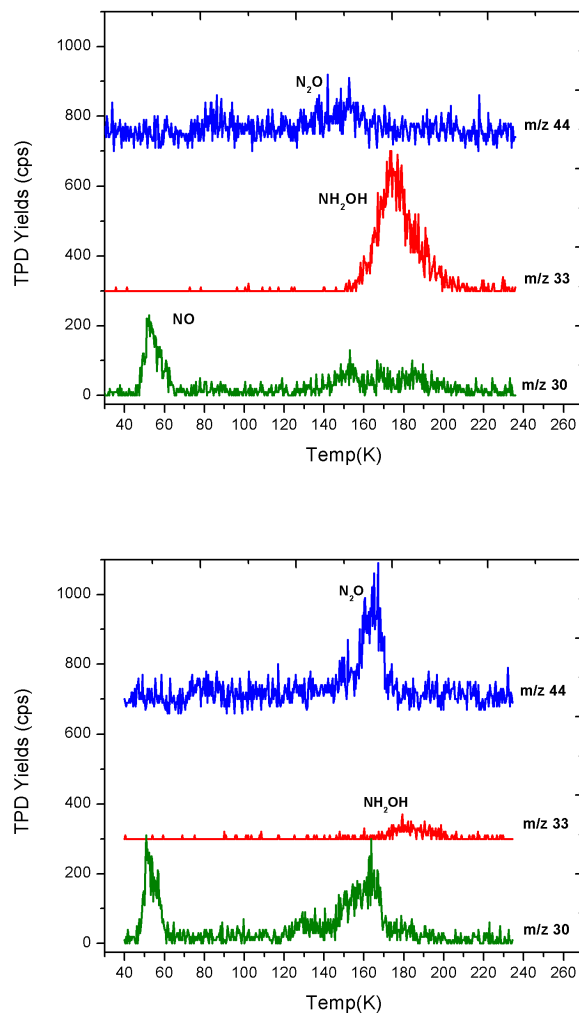 1000
800
600
400
200
0
TPD Yields (cps)
N₂O
m/z 44
NH₂OH
m/z 33
NO
m/z 30
40 60 80 100 120 140 160 180 200 220 240 260
Temp(K)
1000
800
600
400
200
0
TPD Yields (cps)
N₂O
m/z 44
NH₂OH
m/z 33
m/z 30
40 60 80 100 120 140 160 180 200 220 240 260
Temp(K)